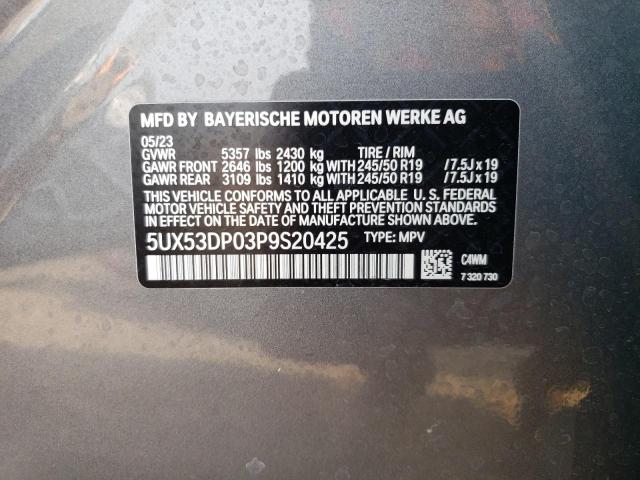 MFD BY BAYERISCHE MOTOREN WERKE AG
05/23
GVWR 5357 lbs 2430 kg TIRE / RIM
GAWR FRONT 2646 lbs 1200 kg WITH 245/50 R19 /7.5J x 19
GAWR REAR 3109 lbs 1410 kg WITH 245/50 R19 /7.5J x 19
THIS VEHICLE CONFORMS TO ALL APPLICABLE U. S. FEDERAL
MOTOR VEHICLE SAFETY, BUMPER, AND THEFT PREVENTION
STANDARDS IN EFFECT ON THE DATE OF MANUFACTURE SHOWN ABOVE.
5UX53DP03P9S20425 TYPE: MPV
C4WM
7 320 730